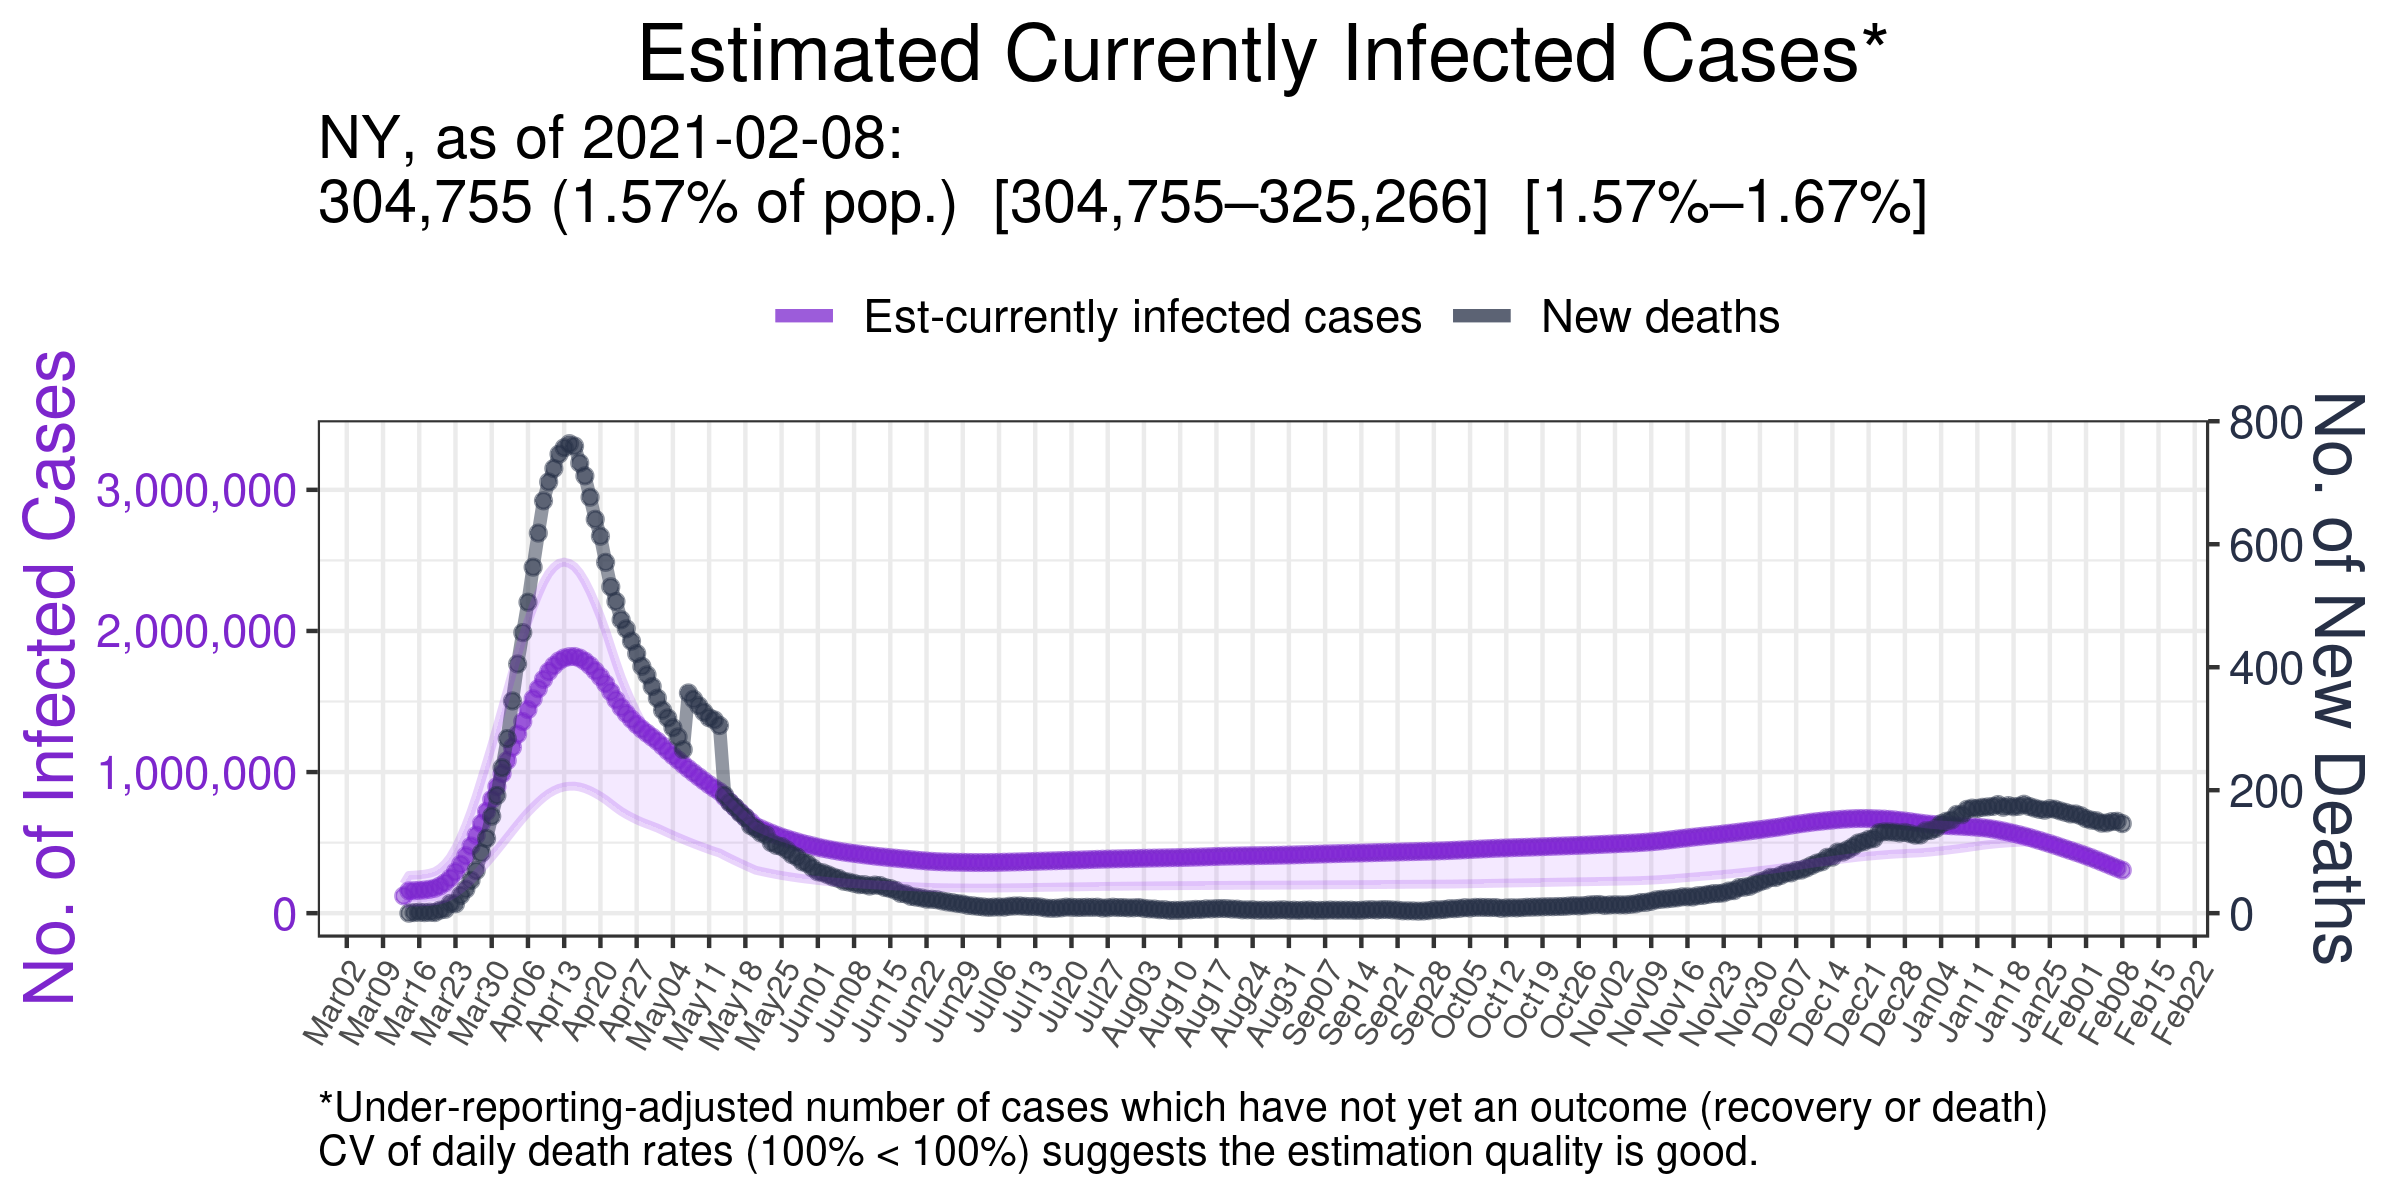 Estimated Currently Infected Cases*
NY, as of 2021-02-08:
304,755 (1.57% of pop.)  [304,755–325,266]  [1.57%–1.67%]
Est-currently infected cases
New deaths
No. of Infected Cases
3,000,000
2,000,000
1,000,000
0
800
600
400
200
0
No. of New Deaths
Mar02
Mar09
Mar16
Mar23
Mar30
Apr06
Apr13
Apr20
Apr27
May04
May11
May18
May25
Jun01
Jun08
Jun15
Jun22
Jun29
Jul06
Jul13
Jul20
Jul27
Aug03
Aug10
Aug17
Aug24
Aug31
Sep07
Sep14
Sep21
Sep28
Oct05
Oct12
Oct19
Oct26
Nov02
Nov09
Nov16
Nov23
Nov30
Dec07
Dec14
Dec21
Dec28
Jan04
Jan11
Jan18
Jan25
Feb01
Feb08
Feb15
Feb22
*Under-reporting-adjusted number of cases which have not yet an outcome (recovery or death)
CV of daily death rates (100% < 100%) suggests the estimation quality is good.